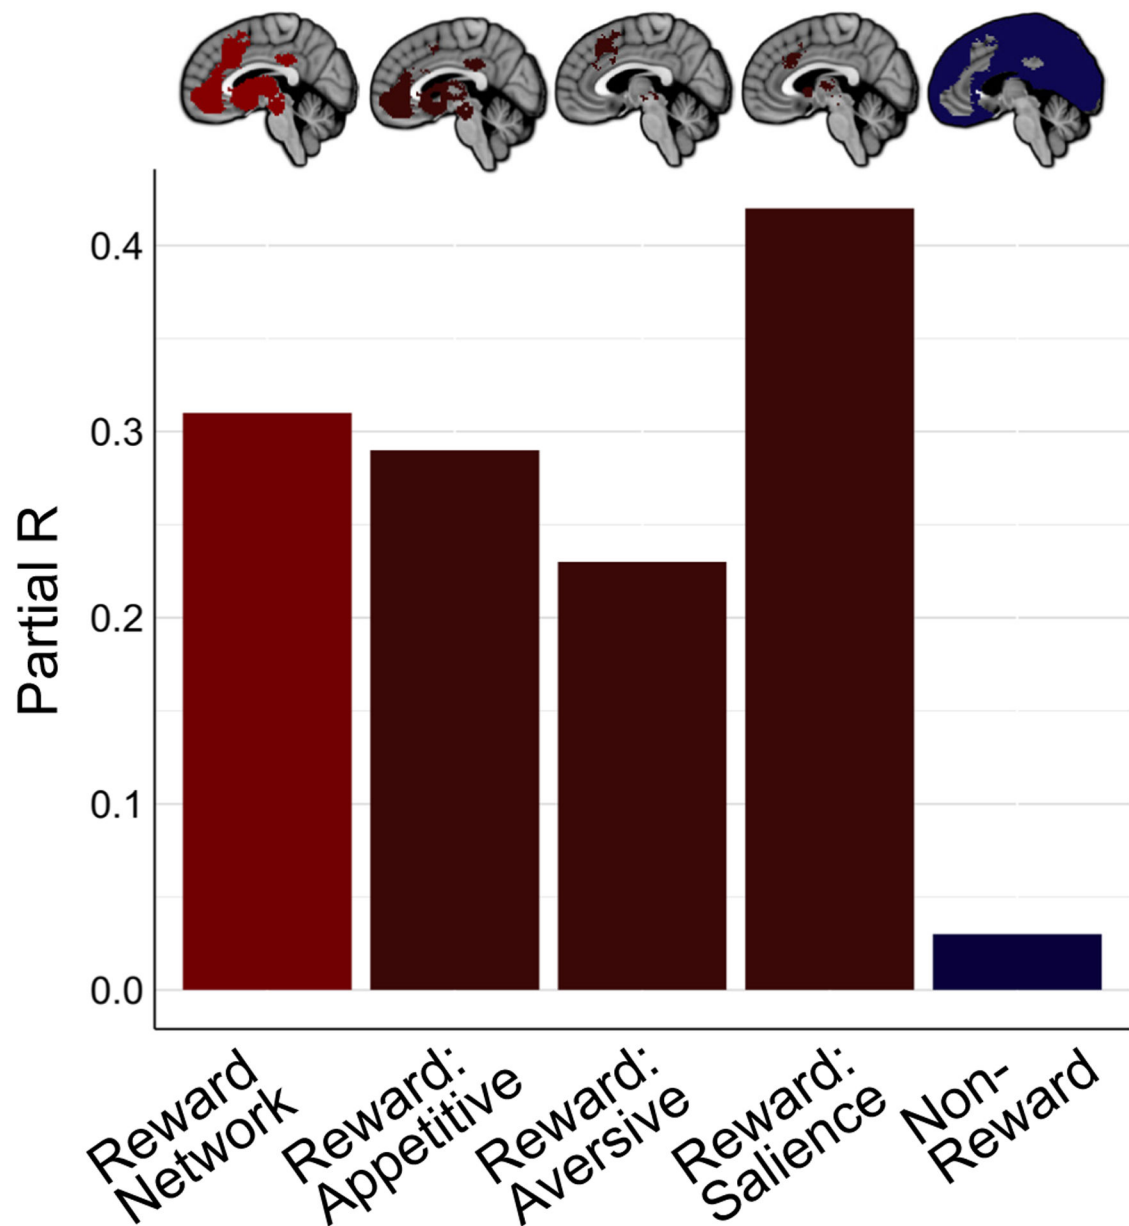 Partial R
0.4
0.3
0.2
0.1
0.0
Reward
Network
Reward:
Appetitive
Reward:
Aversive
Reward:
Salience
Non-
Reward